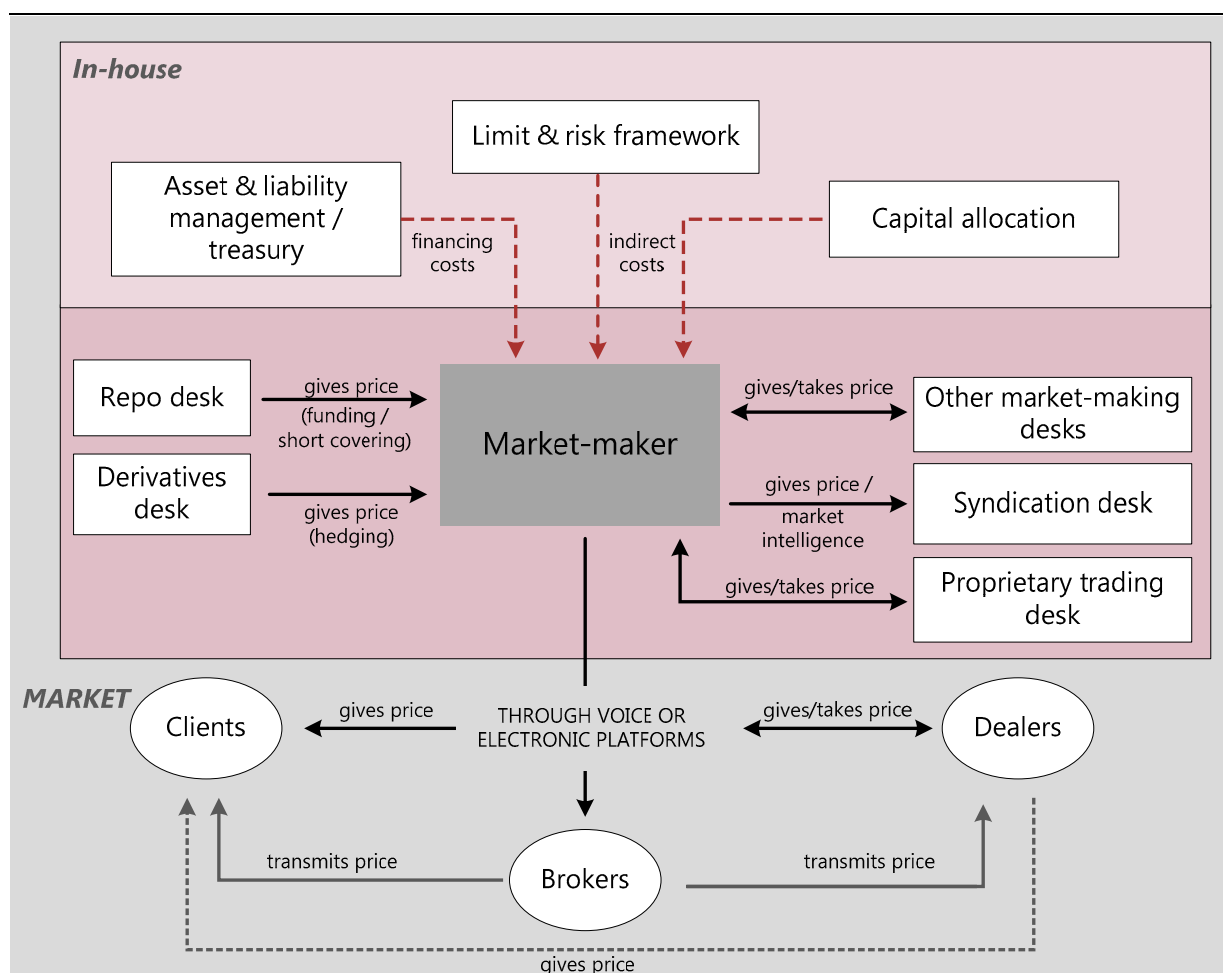 In-house
Limit & risk framework
Asset & liability
management /
treasury
Capital allocation
financing
costs
indirect
costs
Repo desk
gives price
(funding /
short covering)
Derivatives
desk
gives price
(hedging)
Market-maker
gives/takes price
Other market-making
desks
gives price /
market
intelligence
Syndication desk
gives/takes price
Proprietary trading
desk
MARKET
Clients
gives price
THROUGH VOICE OR
ELECTRONIC PLATFORMS
gives/takes price
Dealers
transmits price
Brokers
transmits price
gives price